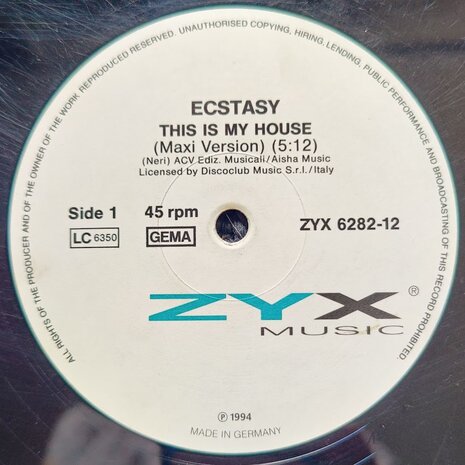 ALL RIGHTS OF THE PRODUCER AND OF THE OWNER OF THE WORK REPRODUCED RESERVED. UNAUTHORISED COPYING, HIRING, LENDING, PUBLIC PERFORMANCE AND BROADCASTING OF THIS RECORD PROHIBITED.
ECSTASY
THIS IS MY HOUSE
(Maxi Version) (5:12)
(Neri) ACV Ediz. Musicali/Aisha Music
Licensed by Discoclub Music S.r.l./Italy
Side 1 45 rpm ZYX 6282-12
LC 6350 GEMA
ZYX ®
MUSIC
Ⓟ 1994
MADE IN GERMANY